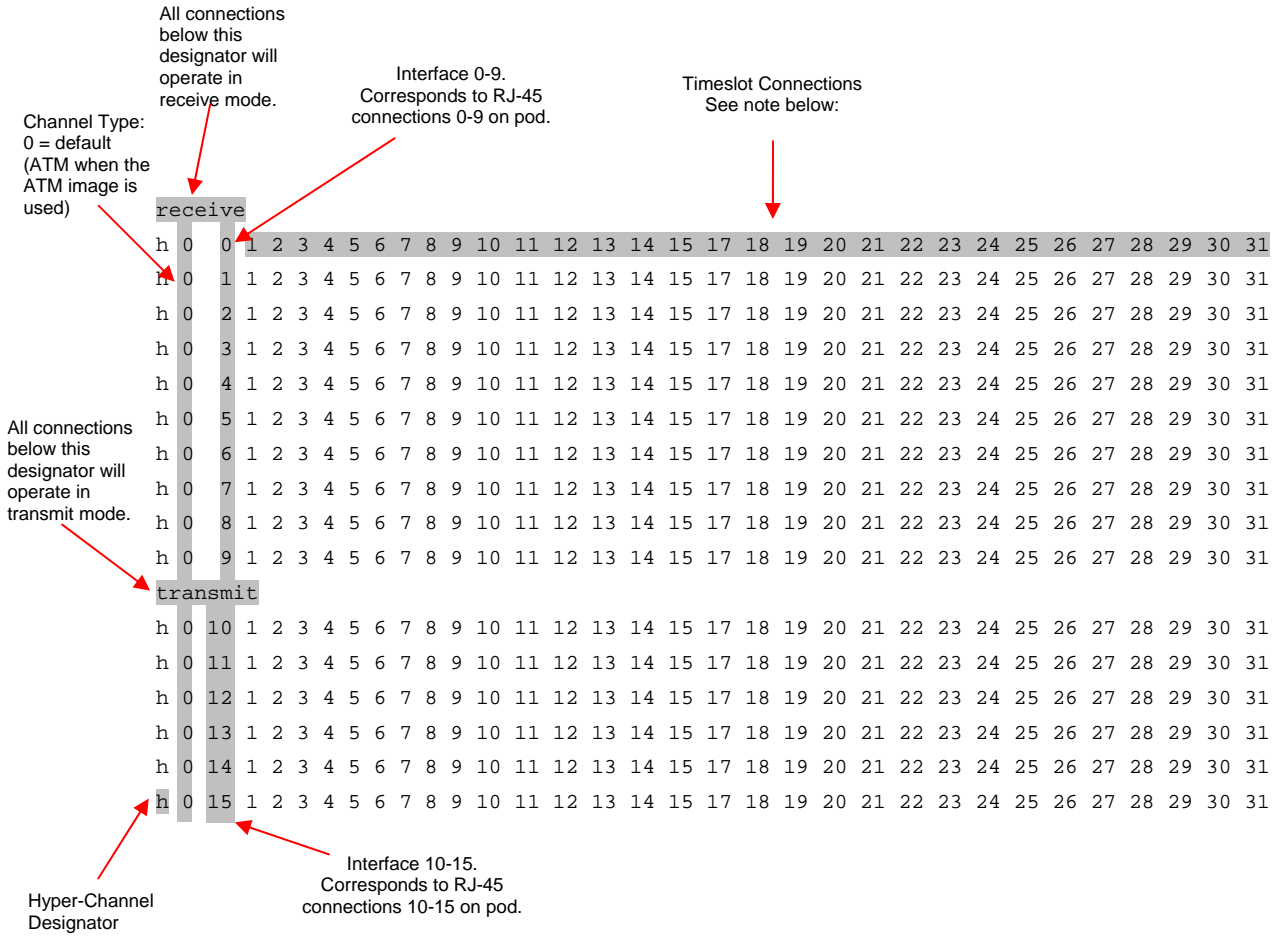 All connections
below this
designator will
operate in
receive mode.
Interface 0-9.
Corresponds to RJ-45
connections 0-9 on pod.
Timeslot Connections
See note below:
Channel Type:
0 = default
(ATM when the
ATM image is
used)
receive
h 0 0 1 2 3 4 5 6 7 8 9 10 11 12 13 14 15 17 18 19 20 21 22 23 24 25 26 27 28 29 30 31
h 0 1 1 2 3 4 5 6 7 8 9 10 11 12 13 14 15 17 18 19 20 21 22 23 24 25 26 27 28 29 30 31
h 0 2 1 2 3 4 5 6 7 8 9 10 11 12 13 14 15 17 18 19 20 21 22 23 24 25 26 27 28 29 30 31
h 0 3 1 2 3 4 5 6 7 8 9 10 11 12 13 14 15 17 18 19 20 21 22 23 24 25 26 27 28 29 30 31
h 0 4 1 2 3 4 5 6 7 8 9 10 11 12 13 14 15 17 18 19 20 21 22 23 24 25 26 27 28 29 30 31
h 0 5 1 2 3 4 5 6 7 8 9 10 11 12 13 14 15 17 18 19 20 21 22 23 24 25 26 27 28 29 30 31
h 0 6 1 2 3 4 5 6 7 8 9 10 11 12 13 14 15 17 18 19 20 21 22 23 24 25 26 27 28 29 30 31
h 0 7 1 2 3 4 5 6 7 8 9 10 11 12 13 14 15 17 18 19 20 21 22 23 24 25 26 27 28 29 30 31
h 0 8 1 2 3 4 5 6 7 8 9 10 11 12 13 14 15 17 18 19 20 21 22 23 24 25 26 27 28 29 30 31
h 0 9 1 2 3 4 5 6 7 8 9 10 11 12 13 14 15 17 18 19 20 21 22 23 24 25 26 27 28 29 30 31
All connections
below this
designator will
operate in
transmit mode.
transmit
h 0 10 1 2 3 4 5 6 7 8 9 10 11 12 13 14 15 17 18 19 20 21 22 23 24 25 26 27 28 29 30 31
h 0 11 1 2 3 4 5 6 7 8 9 10 11 12 13 14 15 17 18 19 20 21 22 23 24 25 26 27 28 29 30 31
h 0 12 1 2 3 4 5 6 7 8 9 10 11 12 13 14 15 17 18 19 20 21 22 23 24 25 26 27 28 29 30 31
h 0 13 1 2 3 4 5 6 7 8 9 10 11 12 13 14 15 17 18 19 20 21 22 23 24 25 26 27 28 29 30 31
h 0 14 1 2 3 4 5 6 7 8 9 10 11 12 13 14 15 17 18 19 20 21 22 23 24 25 26 27 28 29 30 31
h 0 15 1 2 3 4 5 6 7 8 9 10 11 12 13 14 15 17 18 19 20 21 22 23 24 25 26 27 28 29 30 31
Interface 10-15.
Corresponds to RJ-45
connections 10-15 on pod.
Hyper-Channel
Designator